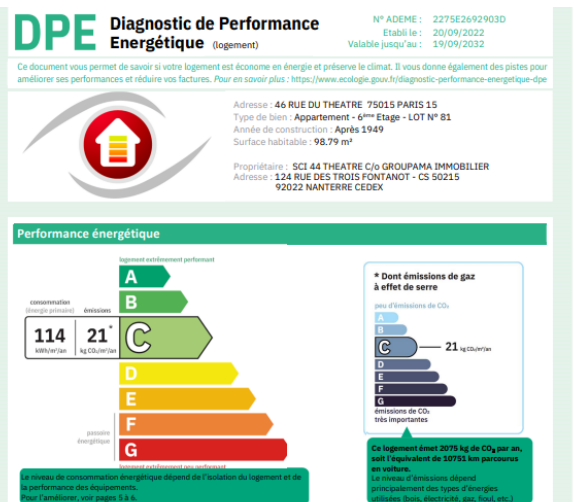 DPE
Diagnostic de Performance
Energétique (logement)
N° ADEME : 2275E2692903D
Etabli le : 20/09/2022
Valable jusqu'au : 19/09/2032
Ce document vous permet de savoir si votre logement est économe en énergie et préserve le climat. Il vous donne également des pistes pour
améliorer ses performances et réduire vos factures. Pour en savoir plus : https://www.ecologie.gouv.fr/diagnostic-performance-energetique-dpe
Adresse : 46 RUE DU THEATRE 75015 PARIS 15
Type de bien : Appartement - 6ème Etage - LOT N° 81
Année de construction : Après 1949
Surface habitable : 98.79 m²
Propriétaire : SCI 44 THEATRE C/o GROUPAMA IMMOBILIER
Adresse : 124 RUE DES TROIS FONTANOT - CS 50215
92022 NANTERRE CEDEX
Performance énergétique
logement extrêmement performant
A
B
consommation
(énergie primaire)
émissions
114
kWh/m²/an
21*
kg CO₂/m²/an
C
D
E
F
G
passoire
énergétique
logement extrêmement peu performant
Le niveau de consommation énergétique dépend de l'isolation du logement et de
la performance des équipements.
Pour l'améliorer, voir pages 5 à 6.
* Dont émissions de gaz
à effet de serre
peu d'émissions de CO₂
A
B
C
21 kg CO₂/m²/an
D
E
F
G
émissions de CO₂
très importantes
Ce logement émet 2075 kg de CO₂ par an,
soit l'équivalent de 10751 km parcourus
en voiture.
Le niveau d'émissions dépend
principalement des types d'énergies
utilisées (bois, électricité, gaz, fioul, etc.)